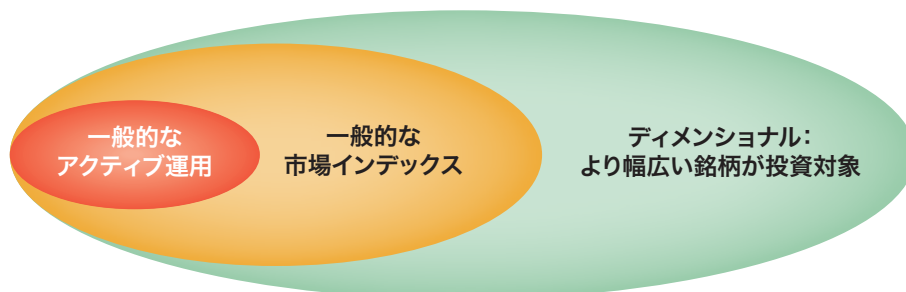 一般的な
アクティブ運用
一般的な
市場インデックス
ディメンショナル：
より幅広い銘柄が投資対象